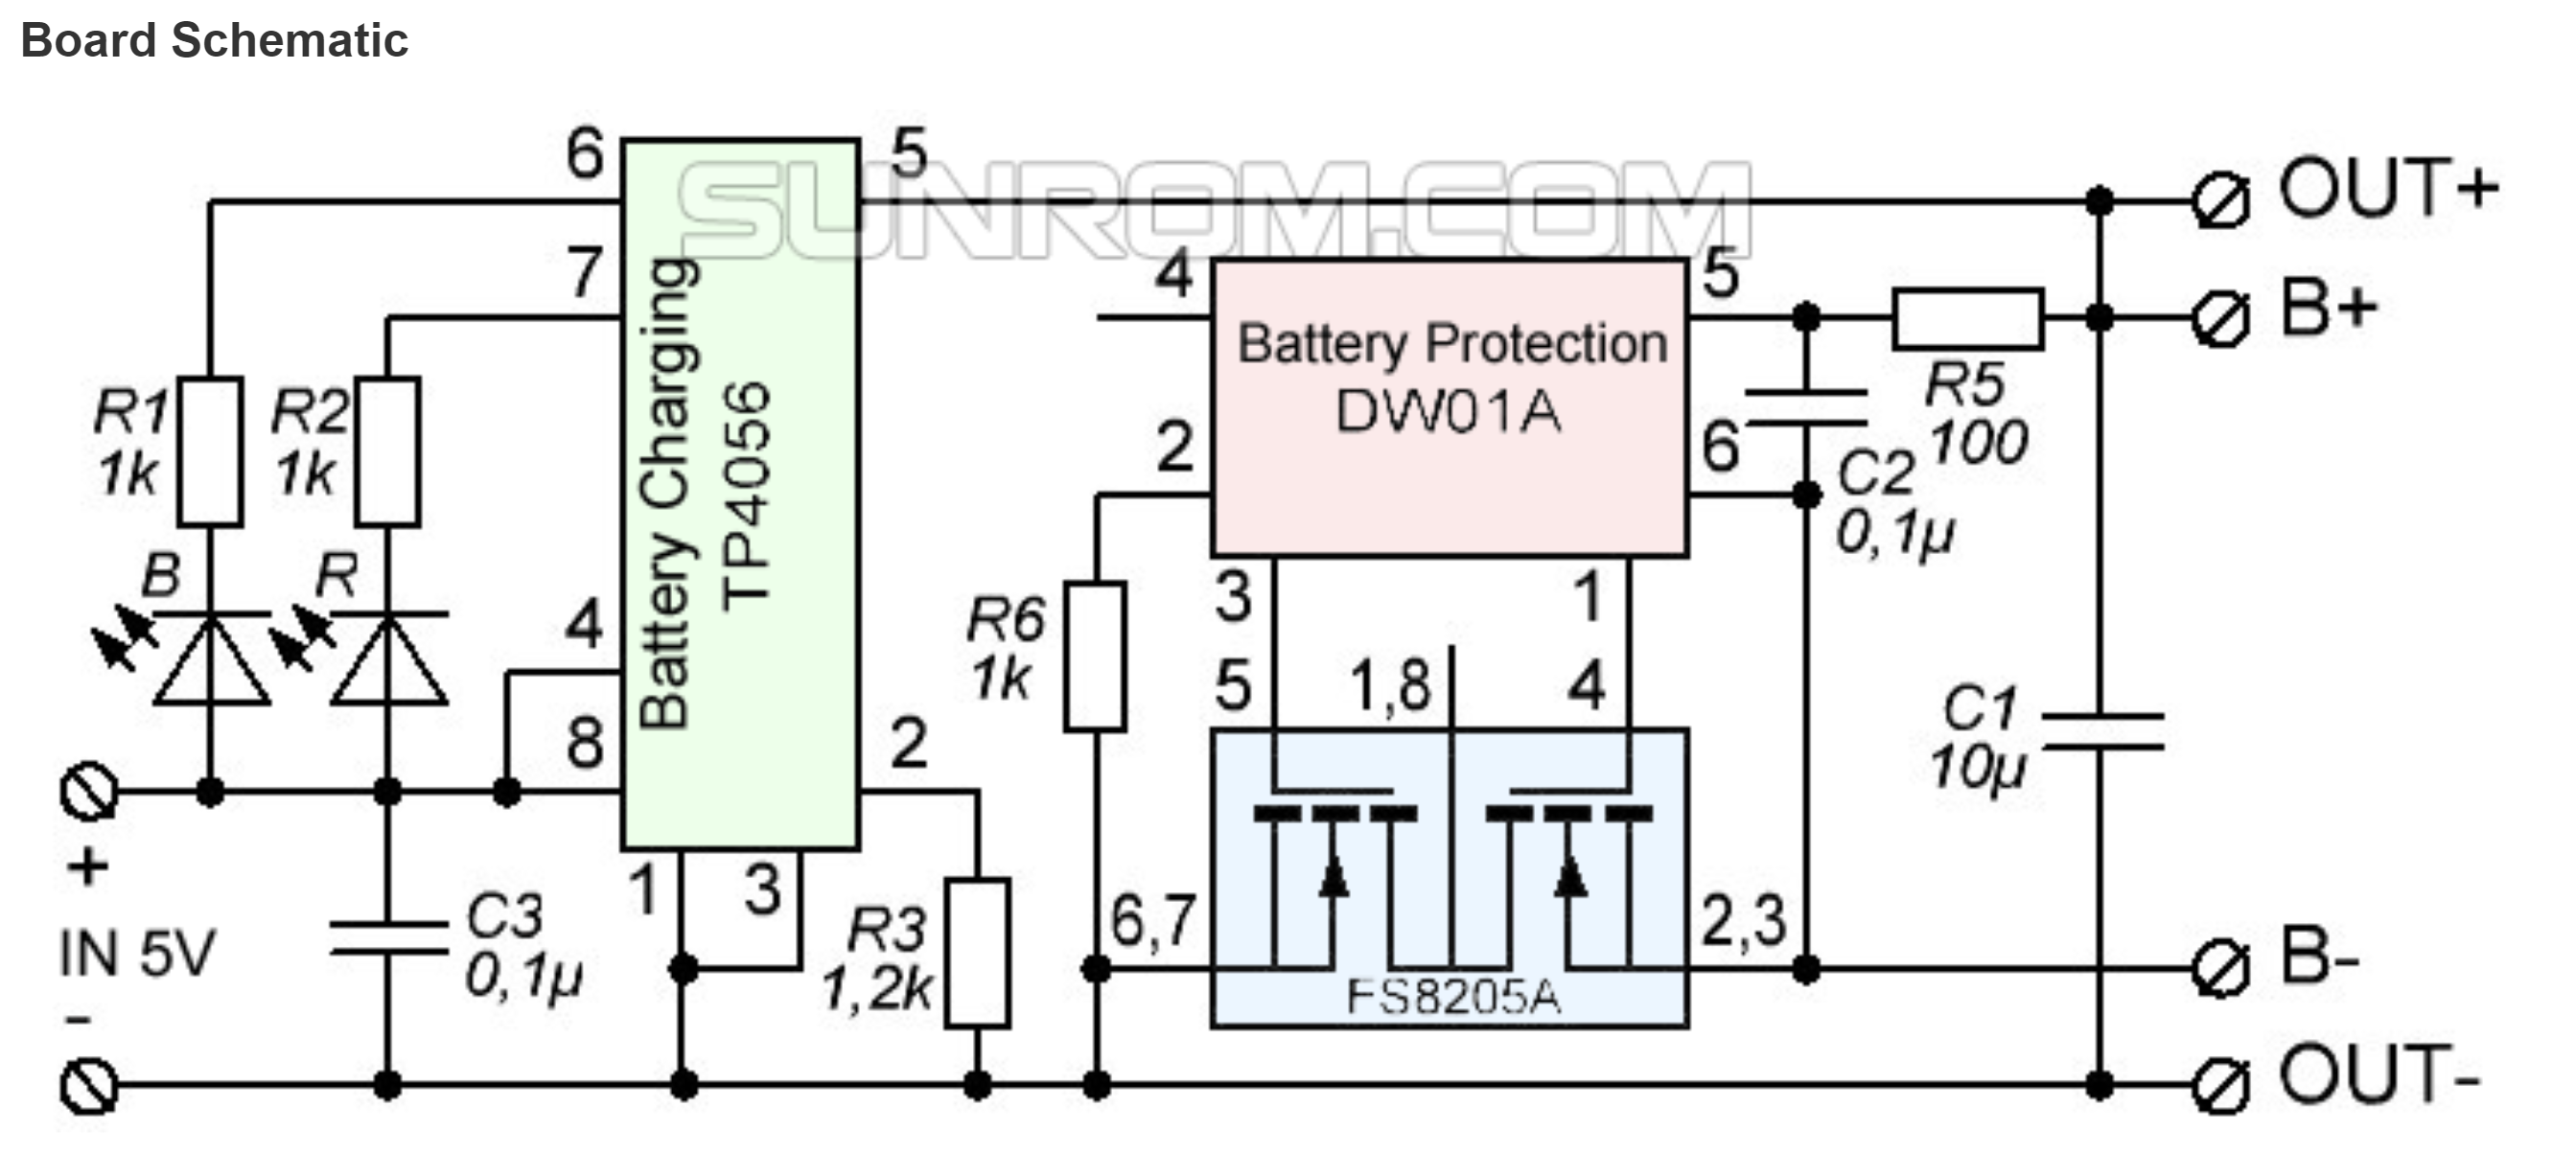 Board Schematic
SUNROM.COM
6
5
OUT+
7
4
5
B+
Battery Charging
TP4056
Battery Protection
DW01A
R1
1k
R2
1k
R5
100
2
6
C2
0,1µ
B
R
4
3
1
R6
1k
5
1,8
4
8
2
C1
10µ
+
IN 5V
-
1
3
C3
0,1µ
R3
1,2k
6,7
2,3
FS8205A
B-
OUT-